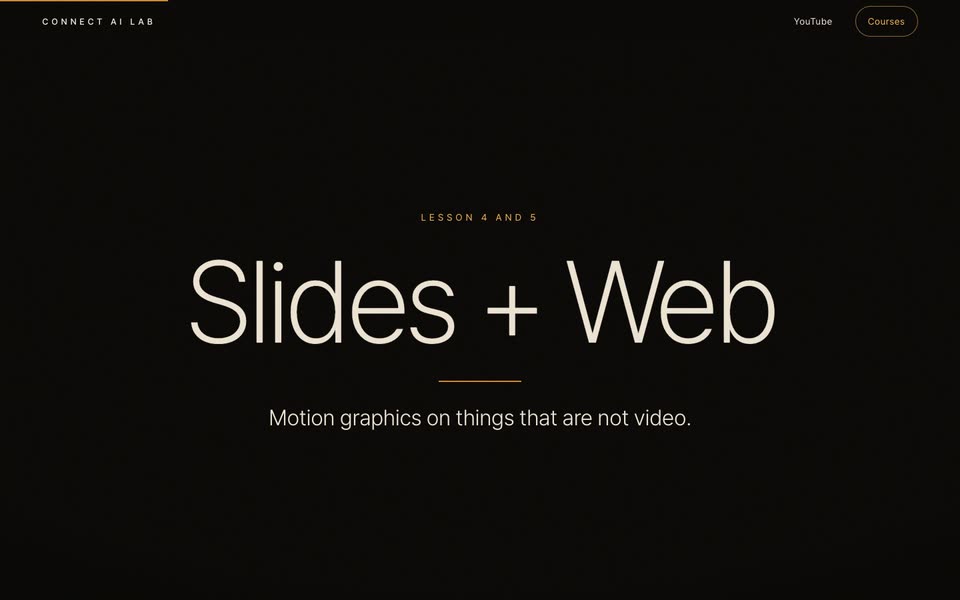 CONNECT AI LAB
YouTube
Courses
LESSON 4 AND 5
Slides + Web
Motion graphics on things that are not video.